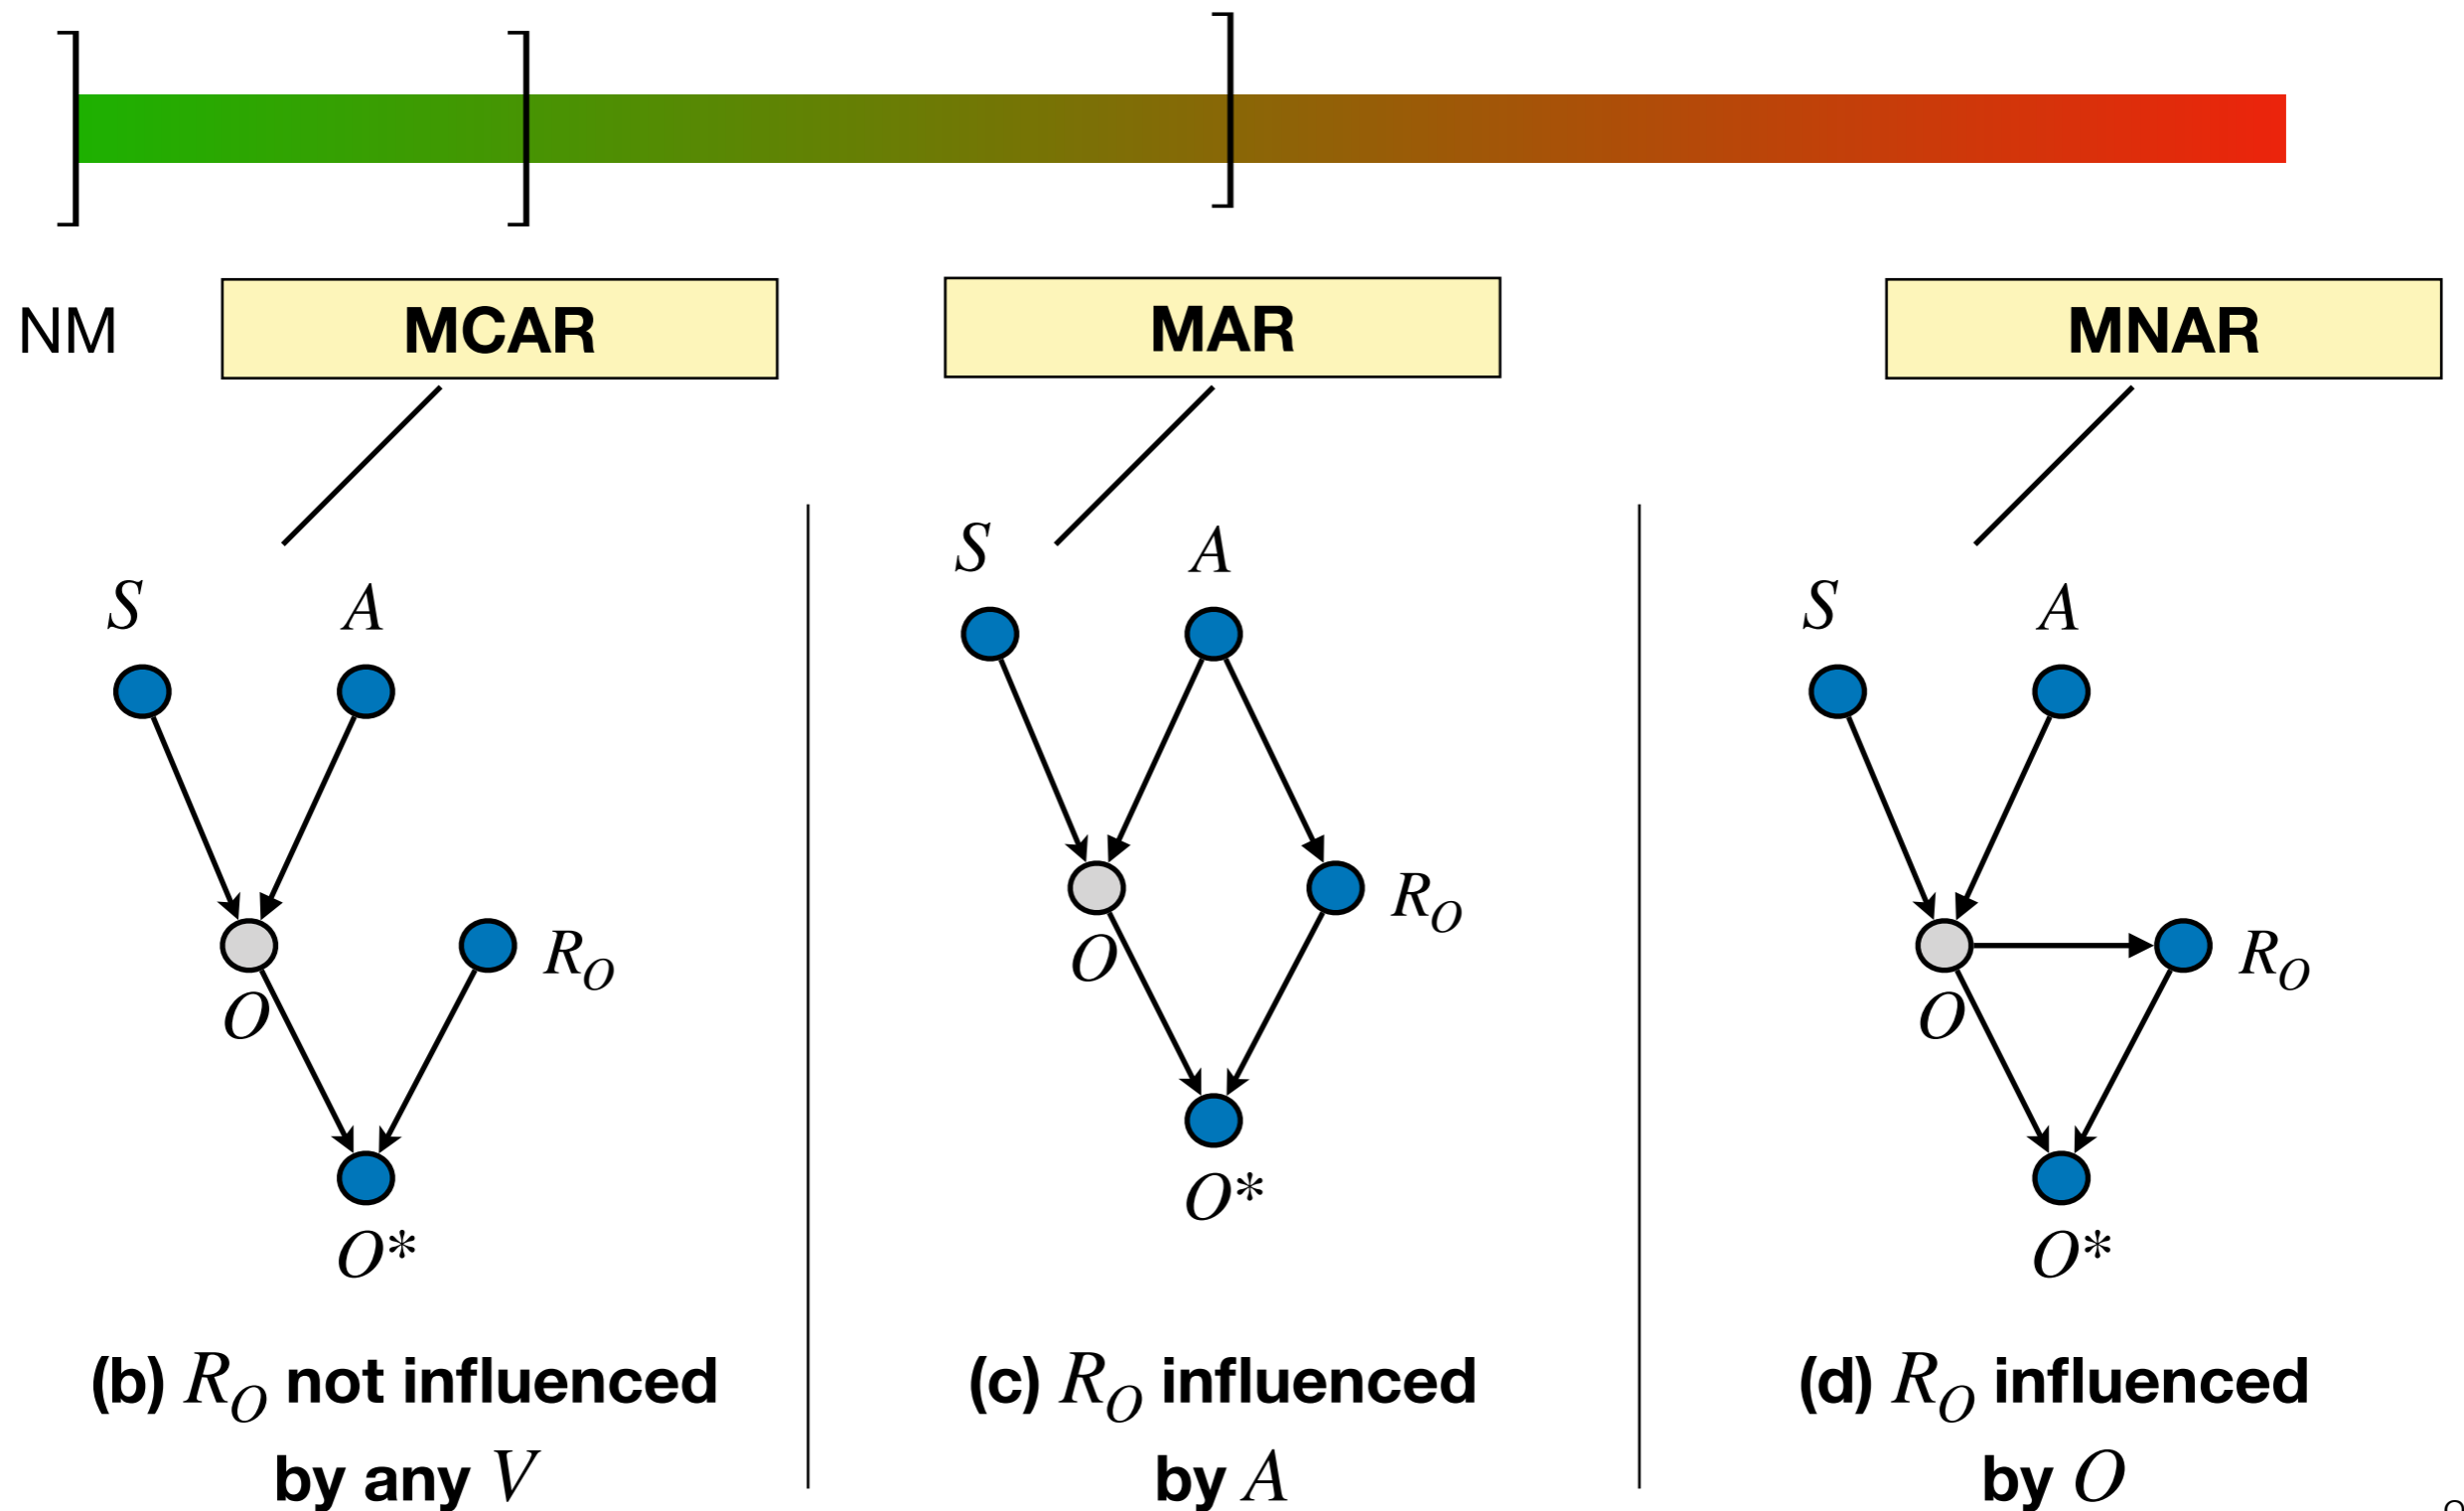 NM
MCAR
MAR
MNAR
S
A
O
R_O
O*
S
A
O
R_O
O*
S
A
O
R_O
O*
(b) R_O not influenced
by any V
(c) R_O influenced
by A
(d) R_O influenced
by O